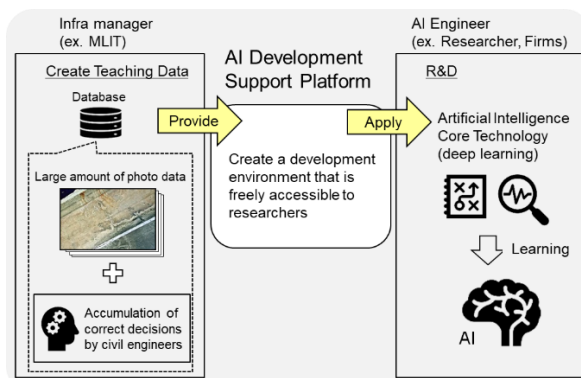 Infra manager
(ex. MLIT)
Create Teaching Data
Database
Large amount of photo data
Accumulation of
correct decisions
by civil engineers
Provide
AI Development
Support Platform
Create a development
environment that is
freely accessible to
researchers
Apply
AI Engineer
(ex. Researcher, Firms)
R&D
Artificial Intelligence
Core Technology
(deep learning)
Learning
AI